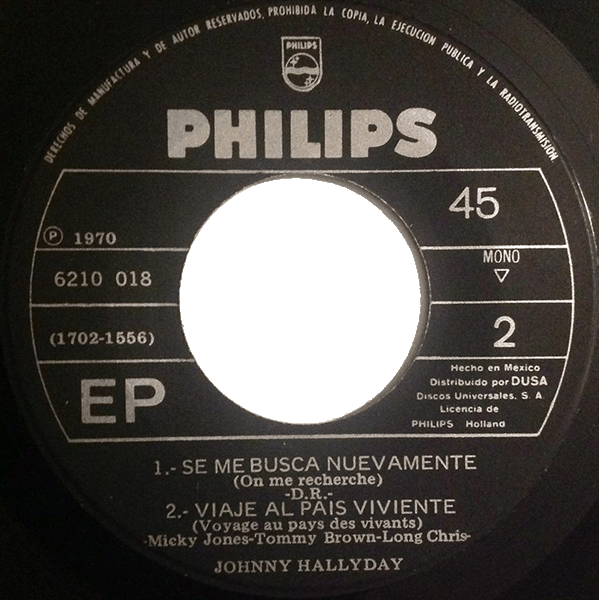 DERECHOS DE MANUFACTURA Y DE AUTOR RESERVADOS, PROHIBIDA LA COPIA, LA EJECUCION PUBLICA Y LA RADIOTRANSMISION
PHILIPS
PHILIPS
45
Ⓟ 1970
MONO
6210 018
(1702-1556)
2
EP
Hecho en México
Distribuido por DUSA
Discos Universales, S. A.
Licencia de
PHILIPS Holland
1.- SE ME BUSCA NUEVAMENTE
(On me recherche)
-D.R.-
2.- VIAJE AL PAIS VIVIENTE
(Voyage au pays des vivants)
-Micky Jones-Tommy Brown-Long Chris-
JOHNNY HALLYDAY